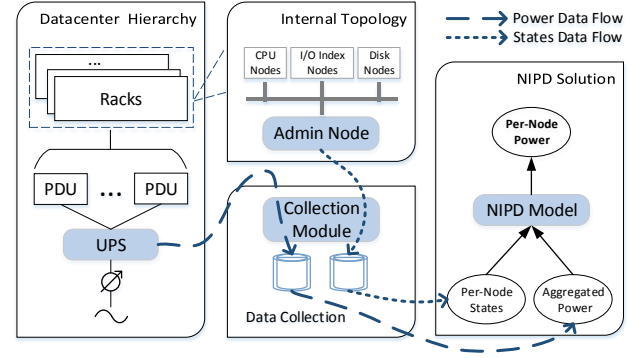 Datacenter Hierarchy
...
Racks
PDU
...
PDU
UPS
Internal Topology
CPU
Nodes
I/O Index
Nodes
Disk
Nodes
Admin Node
Collection
Module
Data Collection
Power Data Flow
States Data Flow
NIPD Solution
Per-Node
Power
NIPD Model
Per-Node
States
Aggregated
Power